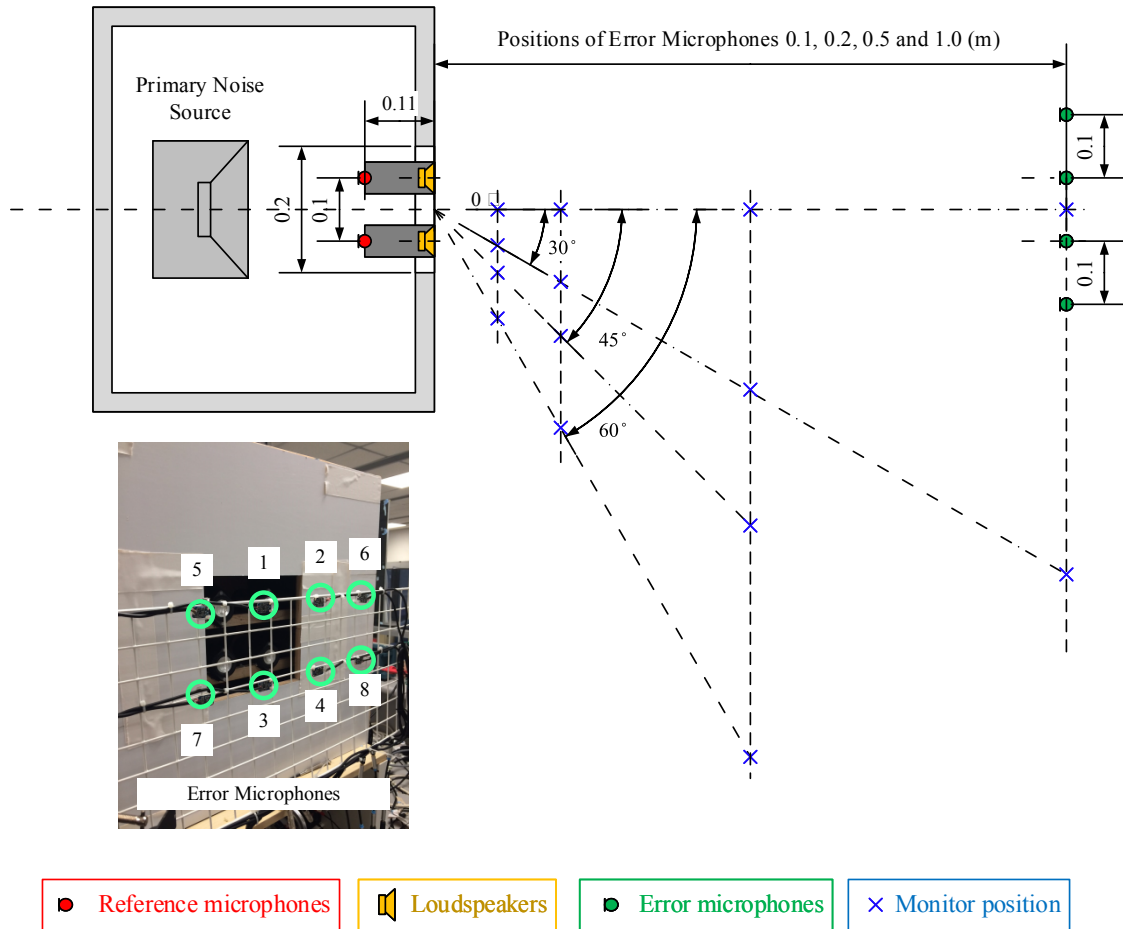 Positions of Error Microphones 0.1, 0.2, 0.5 and 1.0 (m)
Primary Noise
Source
0.11
0.2
0.1
0.1
0.1
0
30°
45°
60°
5
1
2
6
7
3
4
8
Error Microphones
Reference microphones
Loudspeakers
Error microphones
Monitor position